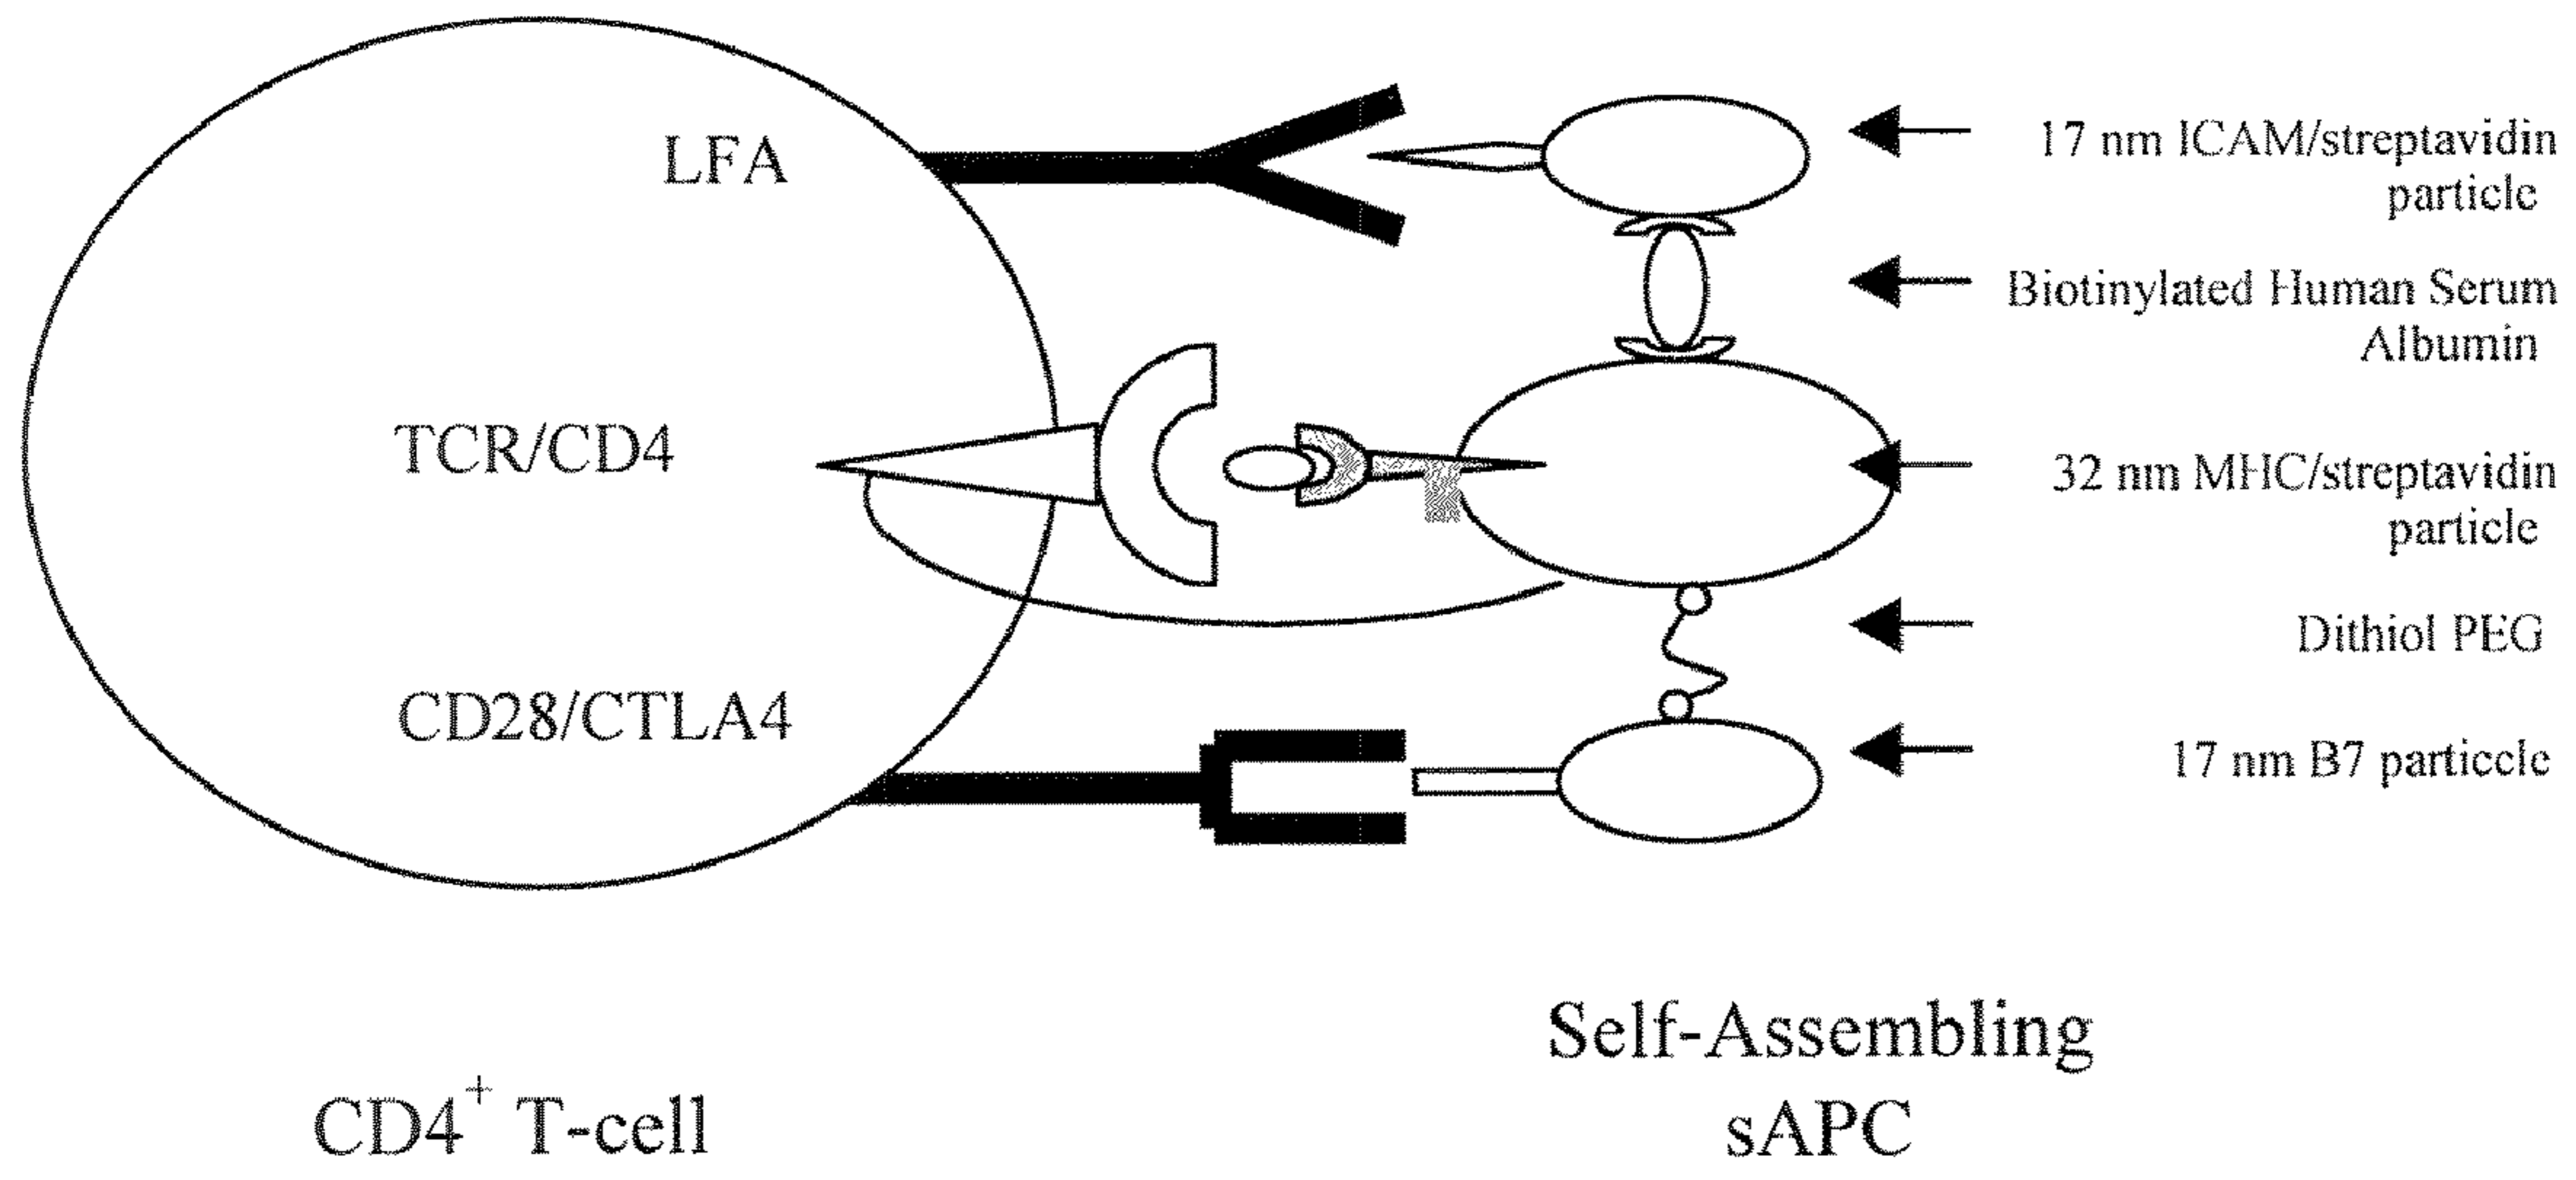 LFA
TCR/CD4
CD28/CTLA4
17 nm ICAM/streptavidin
particle
Biotinylated Human Serum
Albumin
32 nm MHC/streptavidin
particle
Dithiol PEG
17 nm B7 particcle
Self-Assembling
sAPC
CD4⁺ T-cell